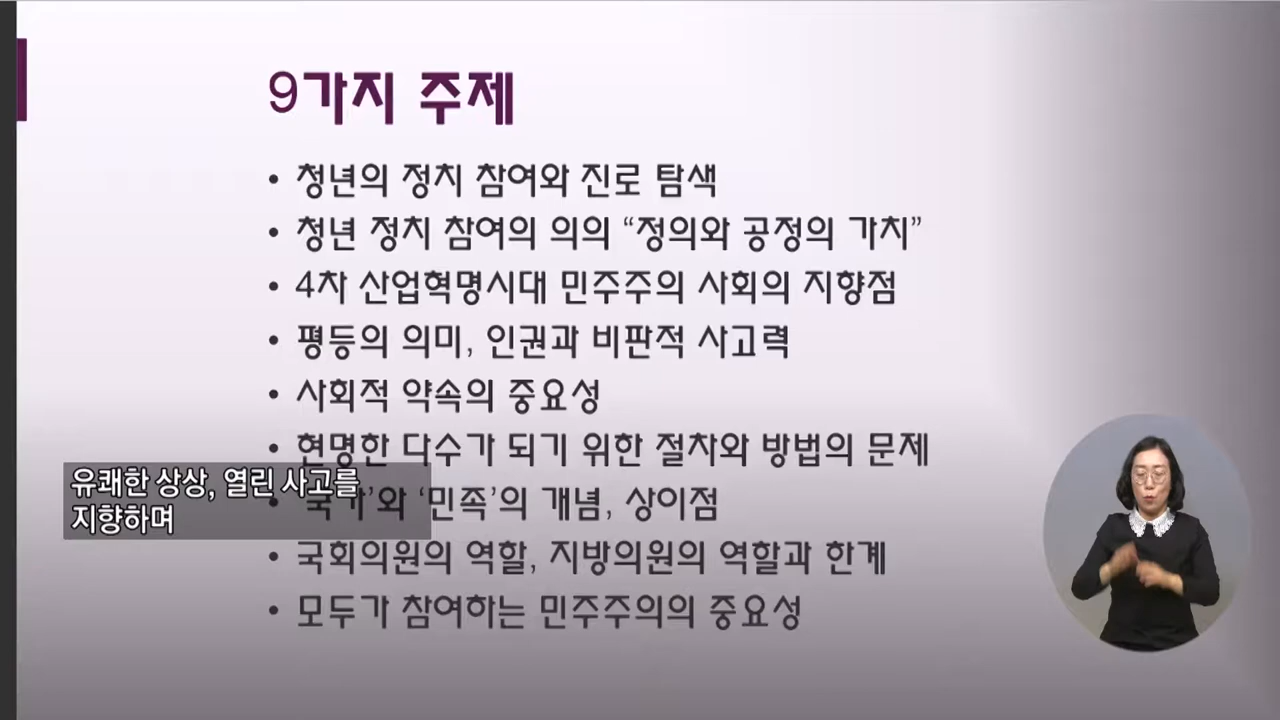 9가지 주제
• 청년의 정치 참여와 진로 탐색
• 청년 정치 참여의 의의 “정의와 공정의 가치”
• 4차 산업혁명시대 민주주의 사회의 지향점
• 평등의 의미, 인권과 비판적 사고력
• 사회적 약속의 중요성
• 현명한 다수가 되기 위한 절차와 방법의 문제
• ‘국가’와 ‘민족’의 개념, 상이점
• 국회의원의 역할, 지방의원의 역할과 한계
• 모두가 참여하는 민주주의의 중요성
유쾌한 상상, 열린 사고를
지향하며